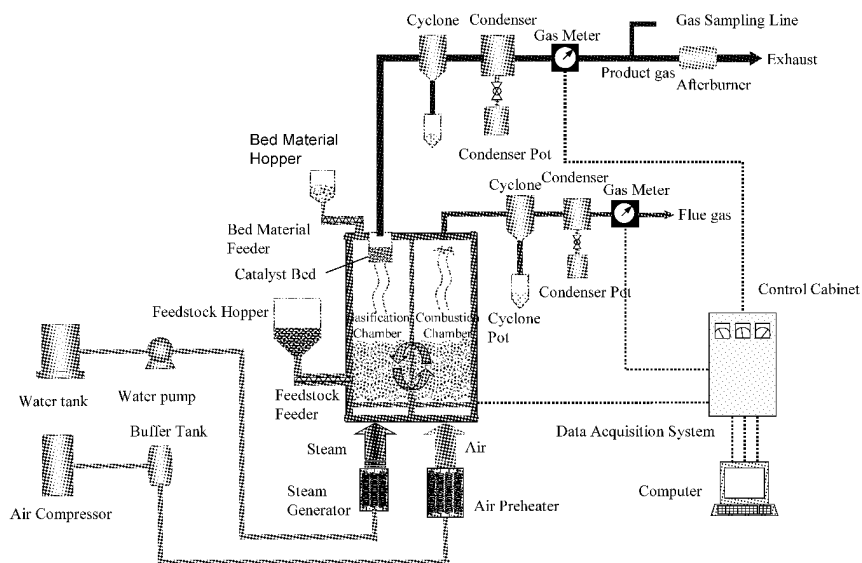 Cyclone
Condenser
Gas Meter
Gas Sampling Line
Product gas
Afterburner
Exhaust
Condenser Pot
Bed Material
Hopper
Cyclone
Condenser
Gas Meter
Flue gas
Bed Material
Feeder
Catalyst Bed
Condenser Pot
Control Cabinet
Feedstock Hopper
asification
Chamber
Combustion
Chamber
Cyclone
Pot
Water tank
Water pump
Feedstock
Feeder
Buffer Tank
Steam
Air
Data Acquisition System
Air Compressor
Steam
Generator
Air Preheater
Computer